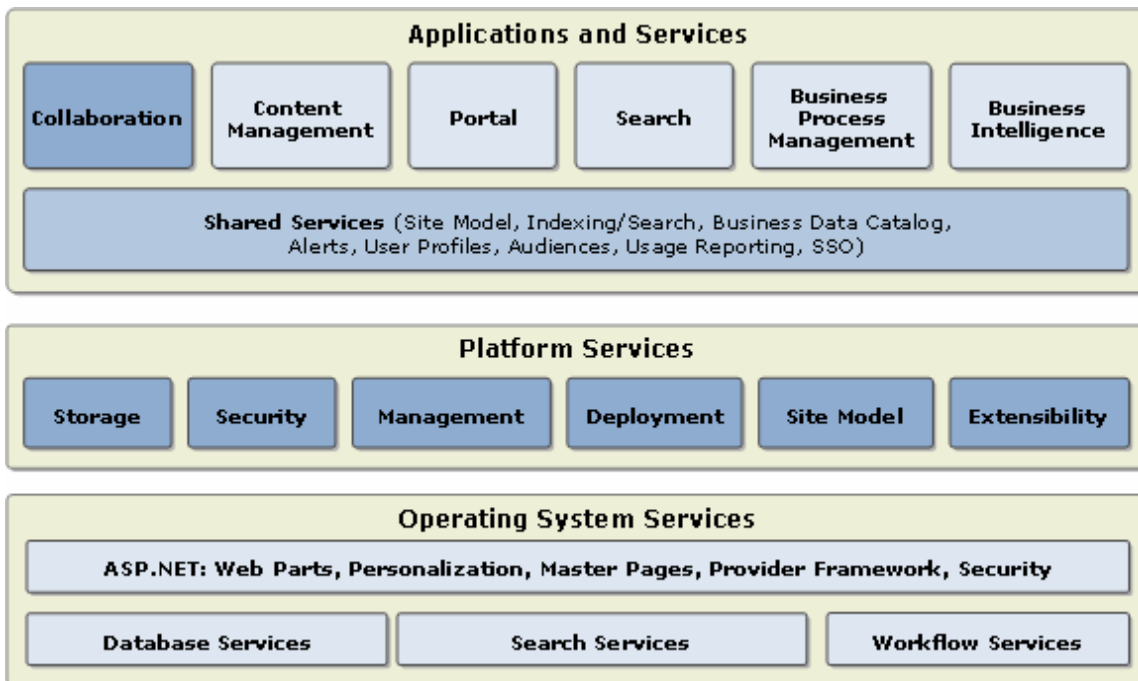 Applications and Services
Collaboration
Content
Management
Portal
Search
Business
Process
Management
Business
Intelligence
Shared Services (Site Model, Indexing/Search, Business Data Catalog,
Alerts, User Profiles, Audiences, Usage Reporting, SSO)
Platform Services
Storage
Security
Management
Deployment
Site Model
Extensibility
Operating System Services
ASP.NET: Web Parts, Personalization, Master Pages, Provider Framework, Security
Database Services
Search Services
Workflow Services